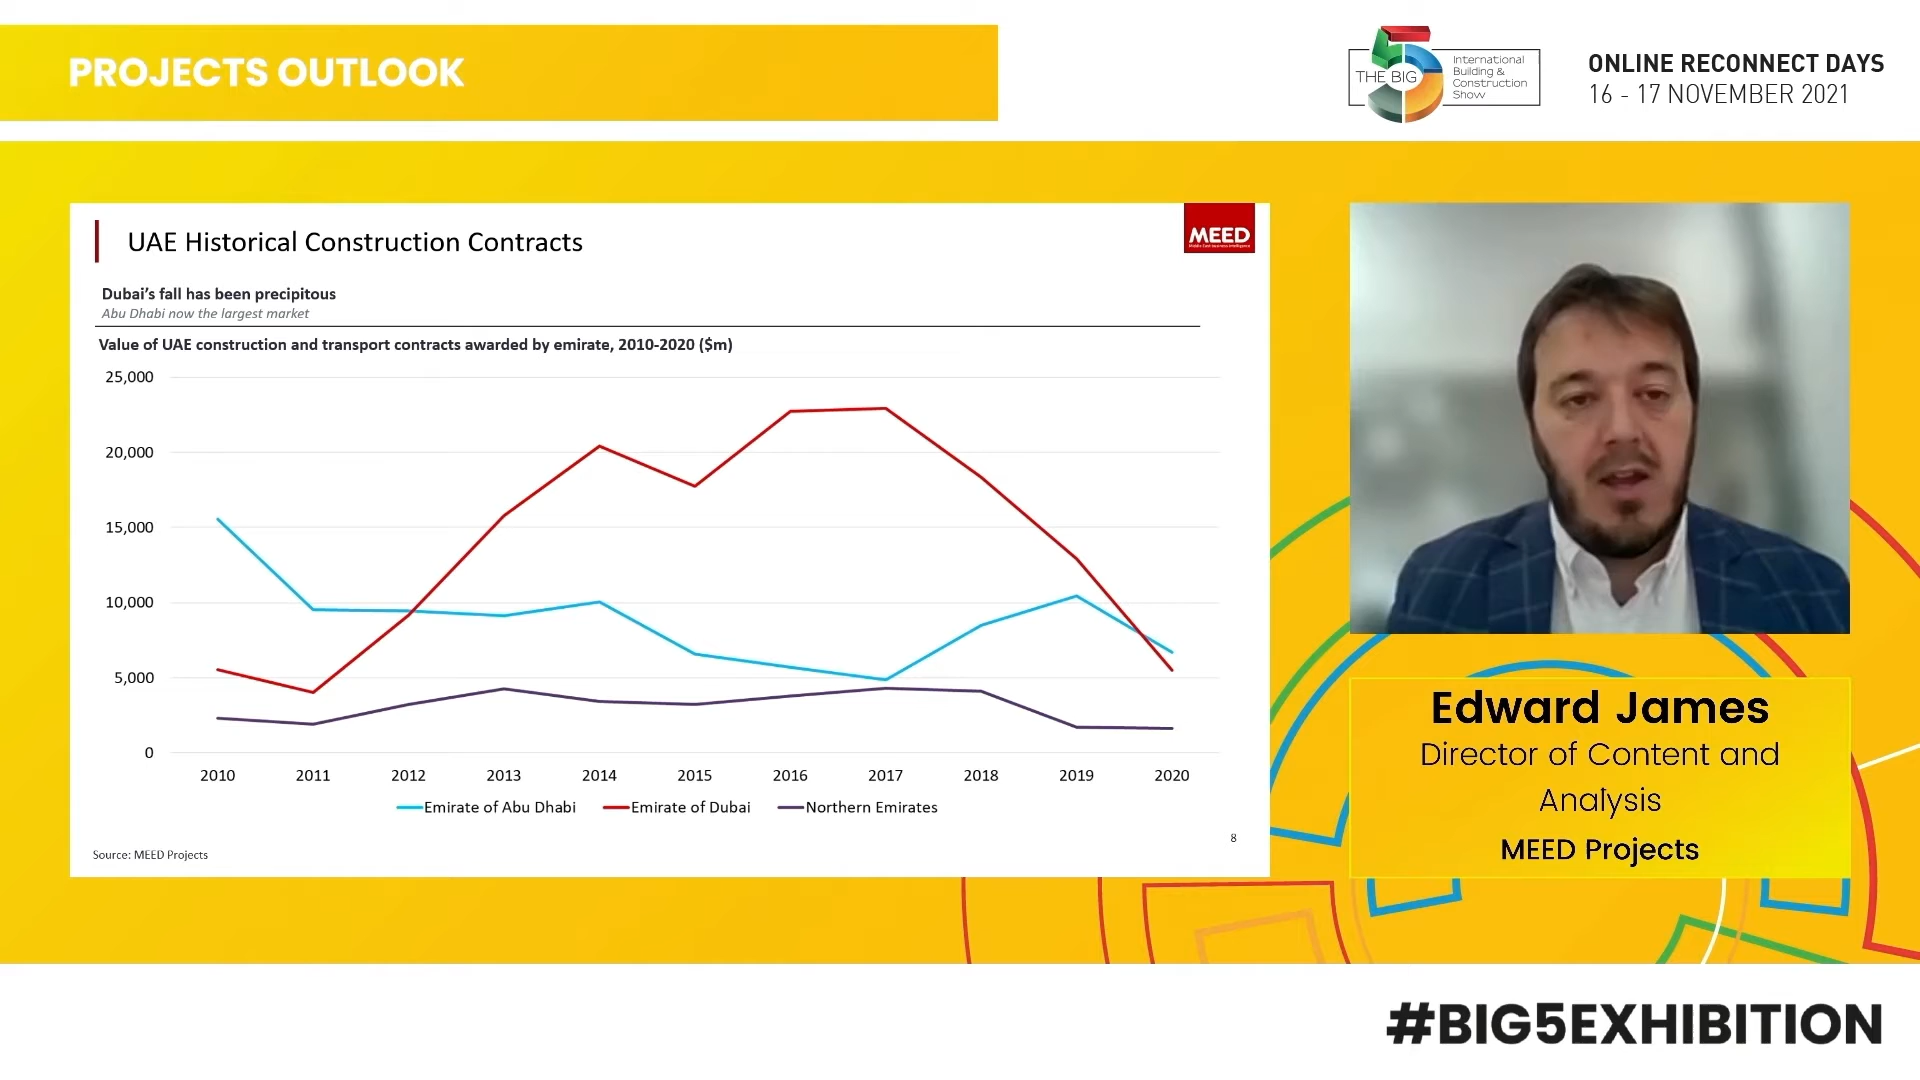 PROJECTS OUTLOOK
THE BIG 5
International
Building &
Construction
Show
ONLINE RECONNECT DAYS
16 - 17 NOVEMBER 2021
UAE Historical Construction Contracts
MEED
Middle East business intelligence
Dubai’s fall has been precipitous
Abu Dhabi now the largest market
Value of UAE construction and transport contracts awarded by emirate, 2010-2020 ($m)
25,000
20,000
15,000
10,000
5,000
0
2010 2011 2012 2013 2014 2015 2016 2017 2018 2019 2020
Emirate of Abu Dhabi Emirate of Dubai Northern Emirates
8
Source: MEED Projects
Edward James
Director of Content and
Analysis
MEED Projects
#BIG5EXHIBITION